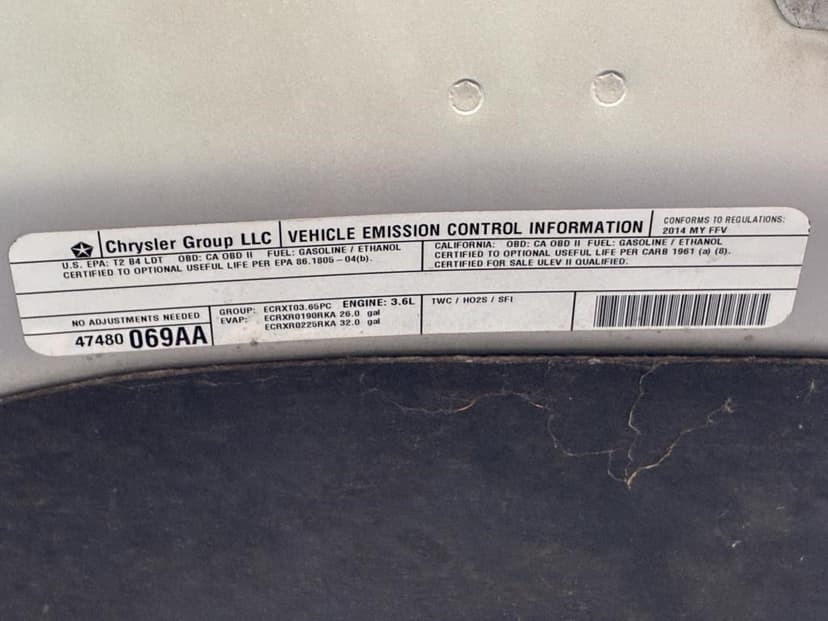 Chrysler Group LLC VEHICLE EMISSION CONTROL INFORMATION CONFORMS TO REGULATIONS:
2014 MY FFV
U.S. EPA: T2 B4 LDT OBD: CA OBD II FUEL: GASOLINE / ETHANOL
CERTIFIED TO OPTIONAL USEFUL LIFE PER EPA 86.1805-04(b).
CALIFORNIA: OBD: CA OBD II FUEL: GASOLINE / ETHANOL
CERTIFIED TO OPTIONAL USEFUL LIFE PER CARB 1961 (a) (8).
CERTIFIED FOR SALE ULEV II QUALIFIED.
NO ADJUSTMENTS NEEDED
47480 069AA
GROUP: ECRXT03.65PC ENGINE: 3.6L
EVAP: ECRXR0190RKA 26.0 gal
ECRXR0225RKA 32.0 gal
TWC / HO2S / SFI